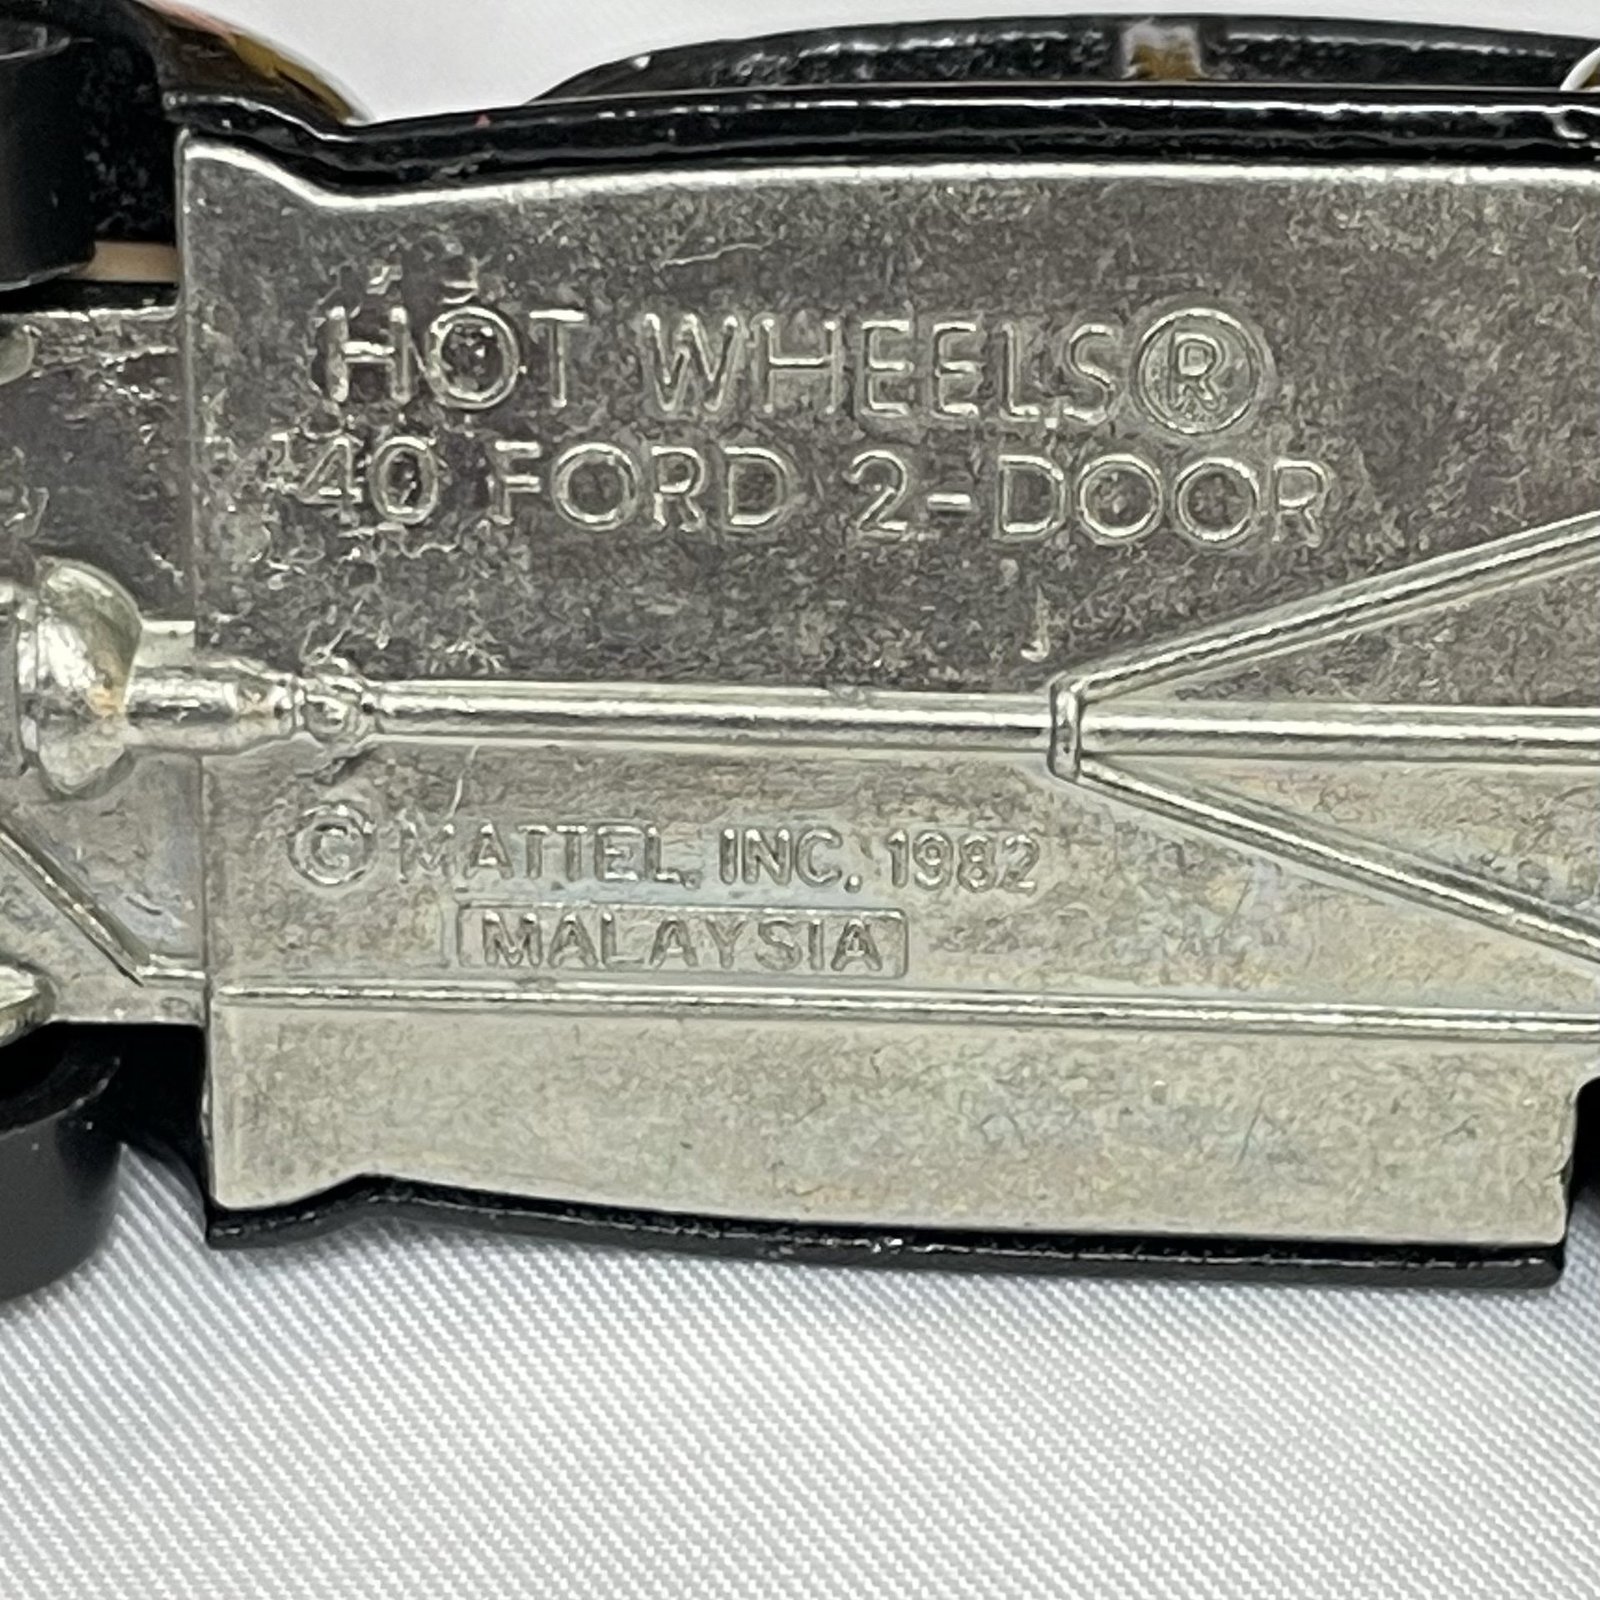 HOT WHEELS®
'40 FORD 2-DOOR
© MATTEL, INC. 1982
MALAYSIA